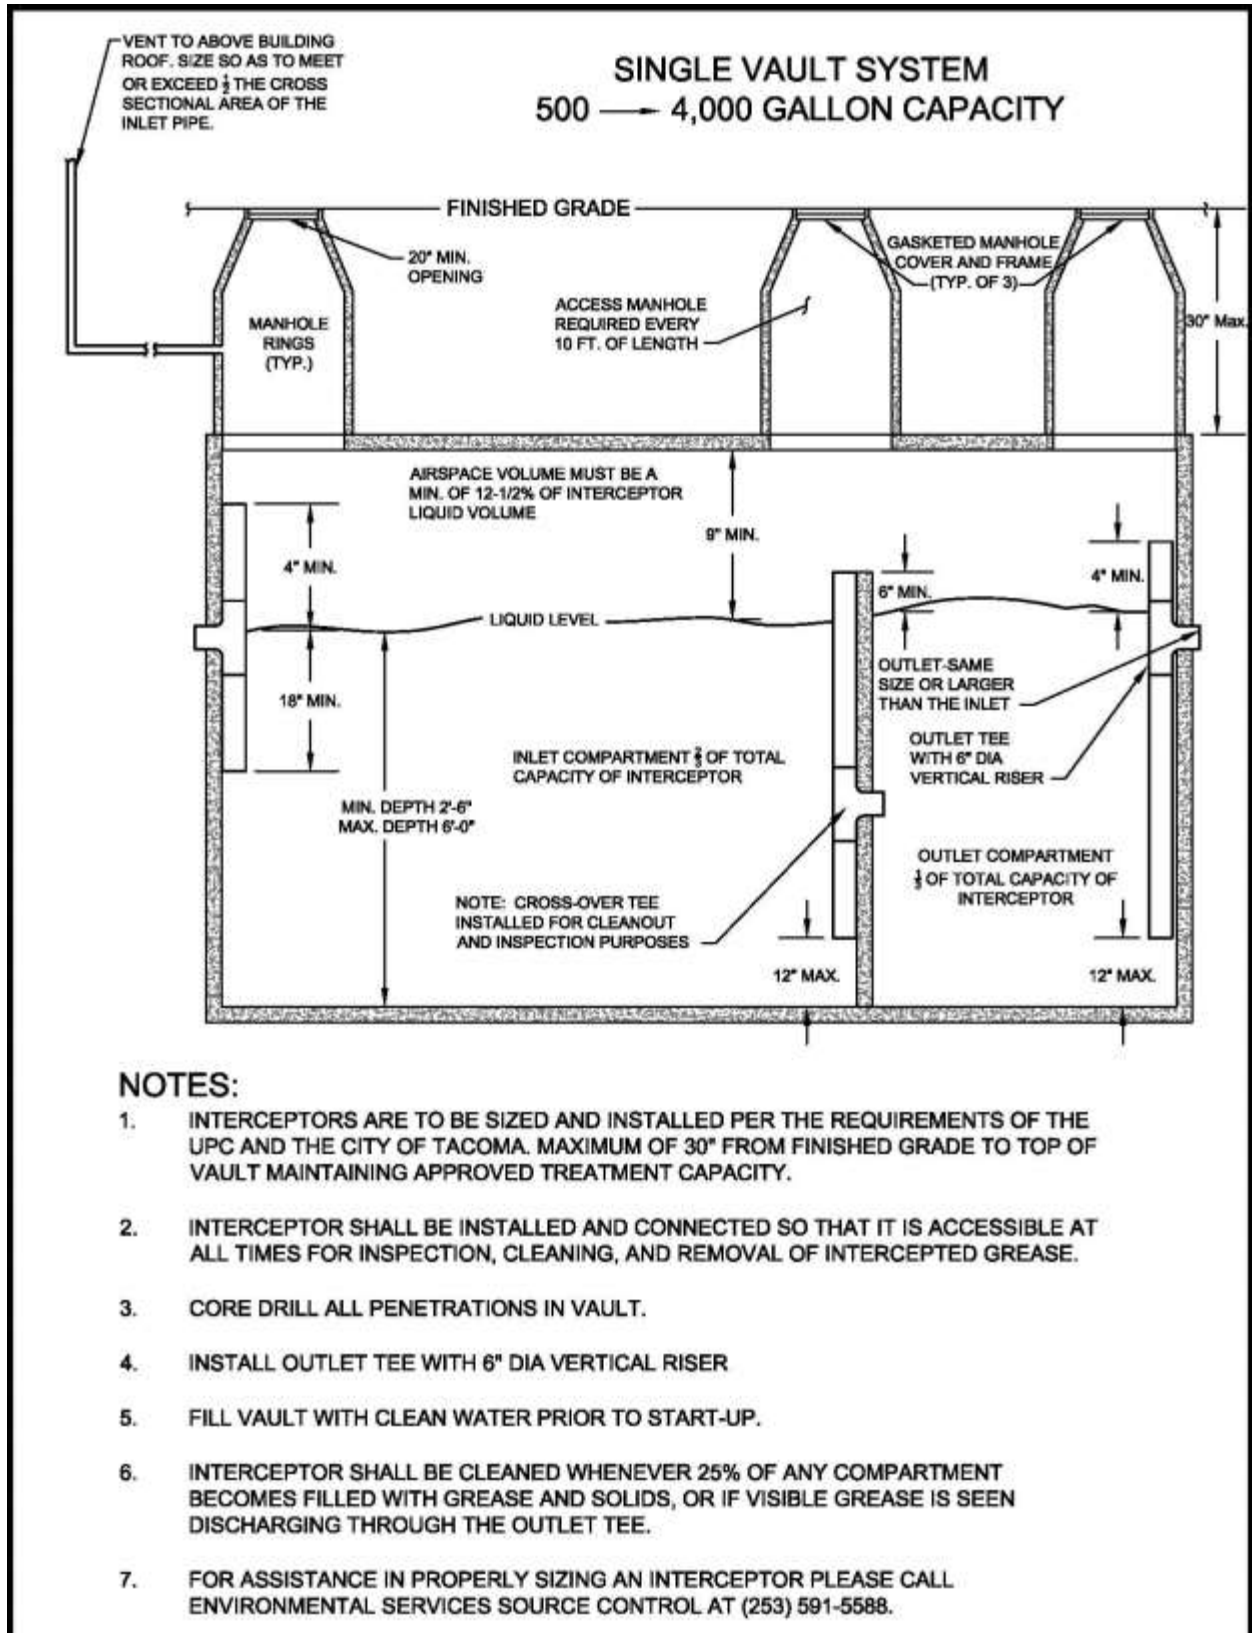 VENT TO ABOVE BUILDING
ROOF. SIZE SO AS TO MEET
OR EXCEED 1/2 THE CROSS
SECTIONAL AREA OF THE
INLET PIPE.
SINGLE VAULT SYSTEM
500 → 4,000 GALLON CAPACITY
FINISHED GRADE
20" MIN.
OPENING
GASKETED MANHOLE
COVER AND FRAME
(TYP. OF 3)
ACCESS MANHOLE
REQUIRED EVERY
10 FT. OF LENGTH
MANHOLE
RINGS
(TYP.)
30" Max.
AIRSPACE VOLUME MUST BE A
MIN. OF 12-1/2% OF INTERCEPTOR
LIQUID VOLUME
9" MIN.
4" MIN.
6" MIN.
4" MIN.
LIQUID LEVEL
18" MIN.
OUTLET-SAME
SIZE OR LARGER
THAN THE INLET
OUTLET TEE
WITH 6" DIA
VERTICAL RISER
INLET COMPARTMENT 2/3 OF TOTAL
CAPACITY OF INTERCEPTOR
MIN. DEPTH 2'-6"
MAX. DEPTH 6'-0"
OUTLET COMPARTMENT
1/3 OF TOTAL CAPACITY OF
INTERCEPTOR
NOTE: CROSS-OVER TEE
INSTALLED FOR CLEANOUT
AND INSPECTION PURPOSES
12" MAX.
12" MAX.
NOTES:
1. INTERCEPTORS ARE TO BE SIZED AND INSTALLED PER THE REQUIREMENTS OF THE
UPC AND THE CITY OF TACOMA. MAXIMUM OF 30" FROM FINISHED GRADE TO TOP OF
VAULT MAINTAINING APPROVED TREATMENT CAPACITY.
2. INTERCEPTOR SHALL BE INSTALLED AND CONNECTED SO THAT IT IS ACCESSIBLE AT
ALL TIMES FOR INSPECTION, CLEANING, AND REMOVAL OF INTERCEPTED GREASE.
3. CORE DRILL ALL PENETRATIONS IN VAULT.
4. INSTALL OUTLET TEE WITH 6" DIA VERTICAL RISER
5. FILL VAULT WITH CLEAN WATER PRIOR TO START-UP.
6. INTERCEPTOR SHALL BE CLEANED WHENEVER 25% OF ANY COMPARTMENT
BECOMES FILLED WITH GREASE AND SOLIDS, OR IF VISIBLE GREASE IS SEEN
DISCHARGING THROUGH THE OUTLET TEE.
7. FOR ASSISTANCE IN PROPERLY SIZING AN INTERCEPTOR PLEASE CALL
ENVIRONMENTAL SERVICES SOURCE CONTROL AT (253) 591-5588.